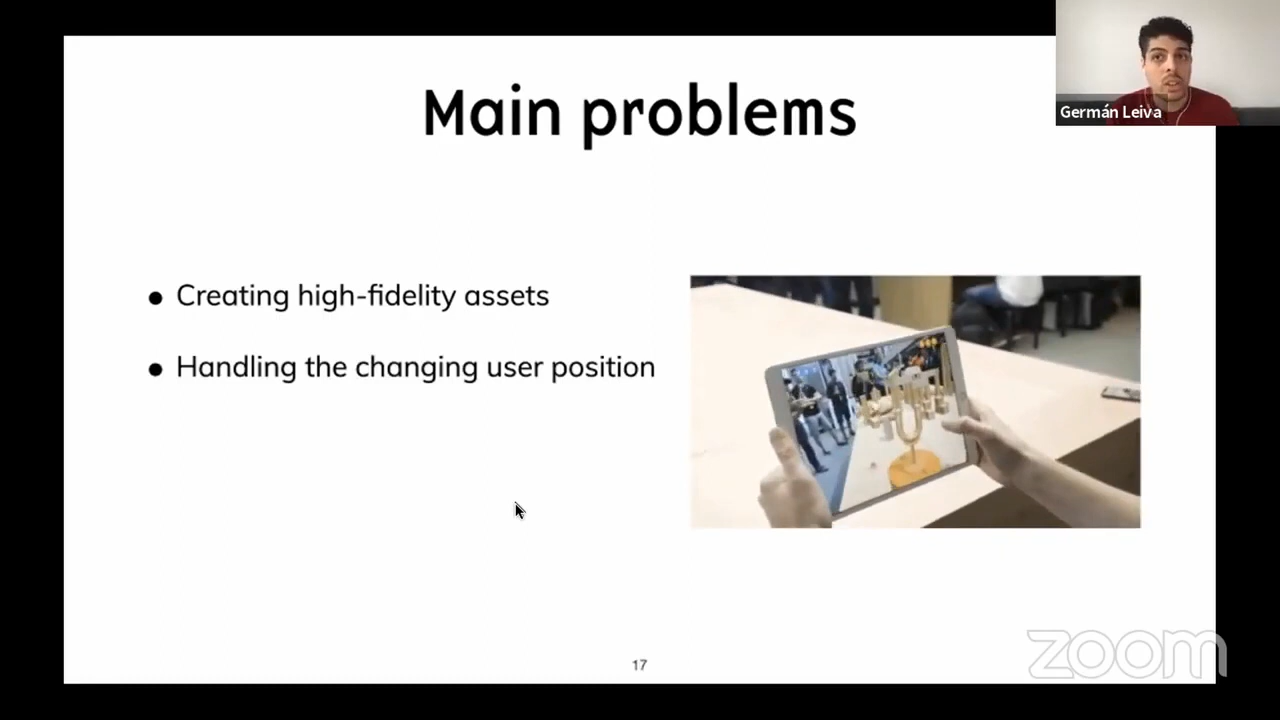 Main problems
Germán Leiva
• Creating high-fidelity assets
• Handling the changing user position
17
zoom